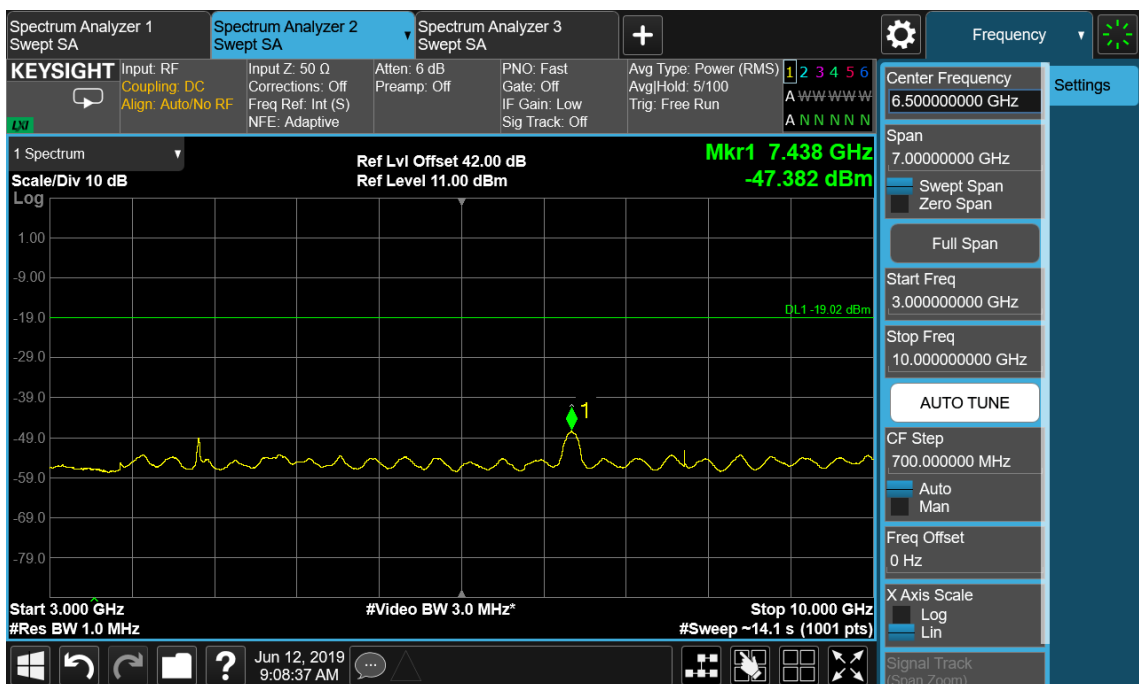 Spectrum Analyzer 1
Swept SA
Spectrum Analyzer 2
Swept SA
Spectrum Analyzer 3
Swept SA
Frequency
KEYSIGHT
LXI
Input: RF
Coupling: DC
Align: Auto/No RF
Input Z: 50 Ω
Corrections: Off
Freq Ref: Int (S)
NFE: Adaptive
Atten: 6 dB
Preamp: Off
PNO: Fast
Gate: Off
IF Gain: Low
Sig Track: Off
Avg Type: Power (RMS)
Avg|Hold: 5/100
Trig: Free Run
1 2 3 4 5 6
A W W W W W
A N N N N N
1 Spectrum
Scale/Div 10 dB
Ref Lvl Offset 42.00 dB
Ref Level 11.00 dBm
Mkr1 7.438 GHz
-47.382 dBm
Log
1.00
-9.00
-19.0
-29.0
-39.0
-49.0
-59.0
-69.0
-79.0
DL1 -19.02 dBm
1
Start 3.000 GHz
#Res BW 1.0 MHz
#Video BW 3.0 MHz*
Stop 10.000 GHz
#Sweep ~14.1 s (1001 pts)
Center Frequency
6.500000000 GHz
Span
7.00000000 GHz
Swept Span
Zero Span
Full Span
Start Freq
3.000000000 GHz
Stop Freq
10.000000000 GHz
AUTO TUNE
CF Step
700.000000 MHz
Auto
Man
Freq Offset
0 Hz
X Axis Scale
Log
Lin
Signal Track
(Span Zoom)
Settings
?
Jun 12, 2019
9:08:37 AM